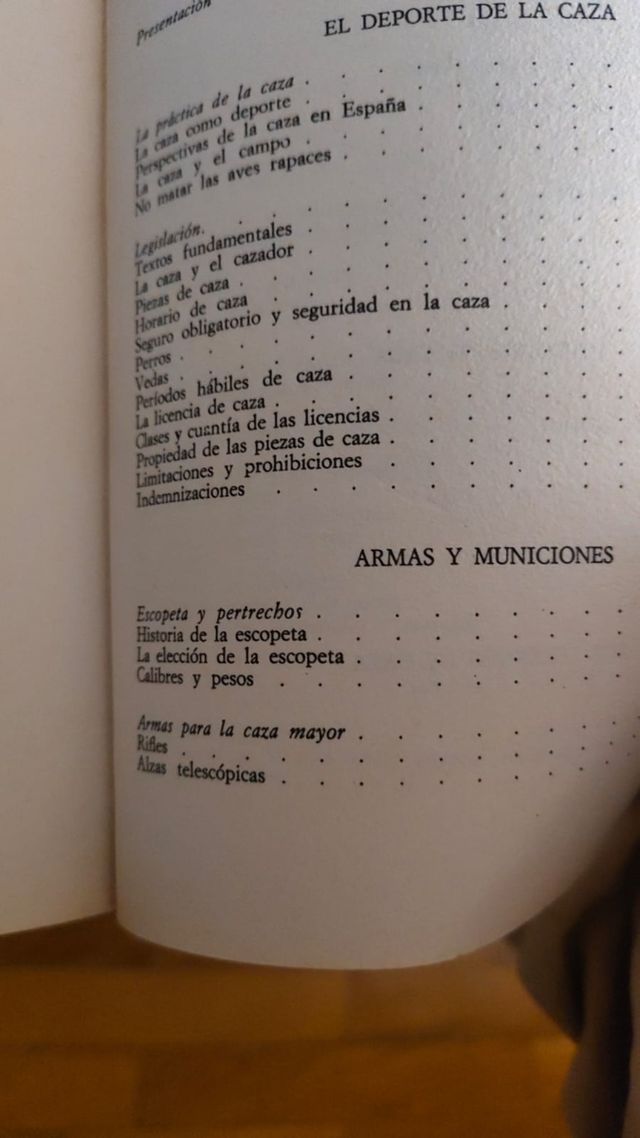 Presentación
EL DEPORTE DE LA CAZA
La práctica de la caza . . . . . . . . .
La caza como deporte . . . . . . . . .
Perspectivas de la caza en España . . . . . .
La caza y el campo . . . . . . . . .
No matar las aves rapaces . . . . . . . .
Legislación. . . . . . . . . . . .
Textos fundamentales . . . . . . . . .
La caza y el cazador . . . . . . . . .
Piezas de caza . . . . . . . . . . .
Horario de caza . . . . . . . . . .
Seguro obligatorio y seguridad en la caza . . . .
Perros . . . . . . . . . . . .
Vedas . . . . . . . . . . . .
Períodos hábiles de caza . . . . . . . .
La licencia de caza . . . . . . . . . .
Clases y cuantía de las licencias . . . . . . .
Propiedad de las piezas de caza . . . . . . .
Limitaciones y prohibiciones . . . . . . .
Indemnizaciones . . . . . . . . . .
ARMAS Y MUNICIONES
Escopeta y pertrechos . . . . . . . . .
Historia de la escopeta . . . . . . . . .
La elección de la escopeta . . . . . . . .
Calibres y pesos . . . . . . . . . .
Armas para la caza mayor . . . . . . . .
Rifles . . . . . . . . . . . .
Alzas telescópicas . . . . . . . . . .